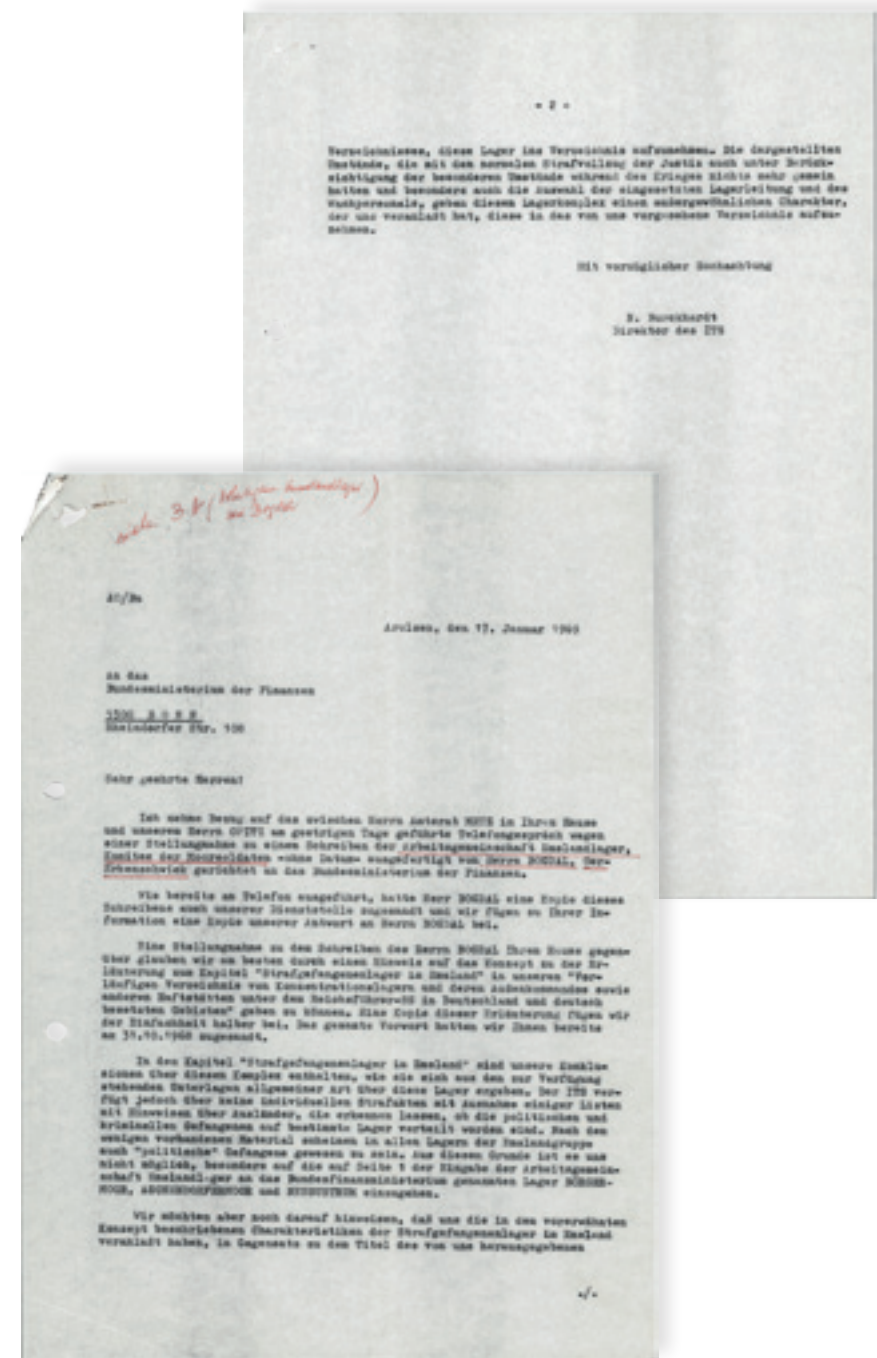 AO/Bu
Arolsen, den 17. Januar 1969
An das
Bundesministerium der Finanzen
5300 B O N N
Rheindorfer Str. 108
Sehr geehrte Herren!
Ich nehme Bezug auf das zwischen Herrn Amtsrat in Ihrem Hause
und unserem Herrn OPITZ am gestrigen Tage geführte Telefongespräch wegen
einer Stellungnahme zu einem Schreiben der Arbeitsgemeinschaft Emslandlager,
Komitee der Moorsoldaten -ohne Datum- ausgefertigt von Herrn BOGDAL, Oer-
Erkenschwiek gerichtet an das Bundesministerium der Finanzen.
Wie bereits am Telefon ausgeführt, hatte Herr BOGDAL eine Kopie dieses
Schreibens auch unserer Dienststelle zugesandt und wir fügen zu Ihrer In-
formation eine Kopie unserer Antwort an Herrn BOGDAL bei.
Eine Stellungnahme zu dem Schreiben des Herrn BOGDAL Ihrem Hause gegen-
über glauben wir am besten durch einen Hinweis auf das Konzept zu der Er-
läuterung zum Kapitel "Strafgefangenenlager im Emsland" in unserem "Vor-
läufigen Verzeichnis von Konzentrationslagern und deren Außenkommandos sowie
anderen Haftstätten unter dem Reichsführer-SS in Deutschland und deutsch
besetzten Gebieten" geben zu können. Eine Kopie dieser Erläuterung fügen wir
der Einfachheit halber bei. Das gesamte Vorwort hatten wir Ihnen bereits
am 31.10.1968 zugesandt.
In dem Kapitel "Strafgefangenenlager im Emsland" sind unsere Konklu-
sionen über diesen Komplex enthalten, wie sie sich aus den zur Verfügung
stehenden Unterlagen allgemeiner Art über diese Lager ergeben. Der ITS ver-
fügt jedoch über keine individuellen Strafakten mit Ausnahme einiger Listen
mit Hinweisen über Ausländer, die erkennen lassen, ob die politischen und
kriminellen Gefangenen auf bestimmte Lager verteilt worden sind. Nach dem
wenigen vorhandenen Material scheinen in allen Lagern der Emslandgruppe
auch "politische" Gefangene gewesen zu sein. Aus diesem Grunde ist es uns
nicht möglich, besonders auf die auf Seite 1 der Eingabe der Arbeitsgemein-
schaft Emslandlager an das Bundesfinanzministerium genannten Lager BÖRGER-
MOOR, ASCHENDORFERMOOR und NEUSUSTRUM einzugehen.
Wir möchten aber noch darauf hinweisen, daß uns die in dem vorerwähnten
Konzept beschriebenen Charakteristiken der Strafgefangenenlager im Emsland
veranlaßt haben, im Gegensatz zu dem Titel des von uns herausgegebenen
./.
- 2 -
Verzeichnisses, diese Lager ins Verzeichnis aufzunehmen. Die dargestellten
Umstände, die mit dem normalen Strafvollzug der Justiz auch unter Berück-
sichtigung der besonderen Umstände während des Krieges nichts mehr gemein
hatten und besonders auch die Auswahl der eingesetzten Lagerleitung und des
Wachpersonals, geben diesem Lagerkomplex einen außergewöhnlichen Charakter,
der uns veranlaßt hat, diese in das von uns vorgesehene Verzeichnis aufzu-
nehmen.
Mit vorzüglicher Hochachtung
Burckhardt
Direktor des ITS